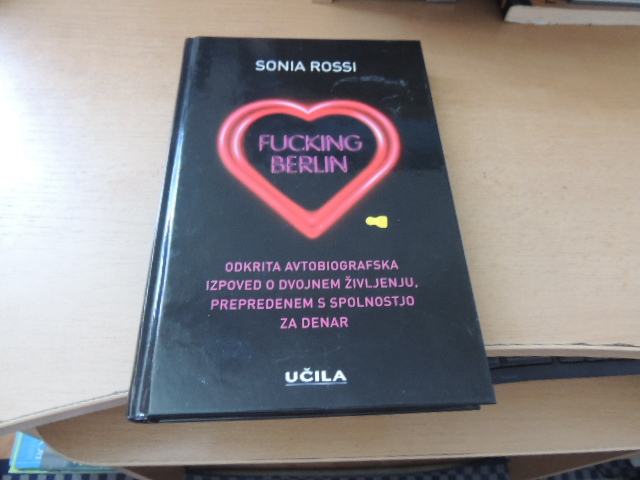 SONIA ROSSI
FUCKING
BERLIN
ODKRITA AVTOBIOGRAFSKA
IZPOVED O DVOJNEM ŽIVLJENJU,
PREPREDENEM S SPOLNOSTJO
ZA DENAR
UČILA